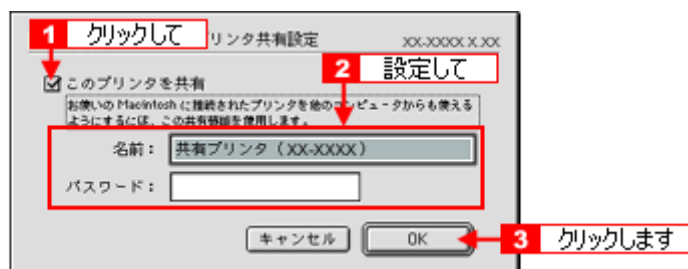 1 クリックして
リンタ共有設定 XX-XXXX X.XX
2 設定して
このプリンタを共有
お使いの Macintosh に接続されたプリンタを他のコンピュータからも使える
ようにするには、この共有機能を使用します。
名前： 共有プリンタ（XX-XXXX）
パスワード：
キャンセル OK 3 クリックします